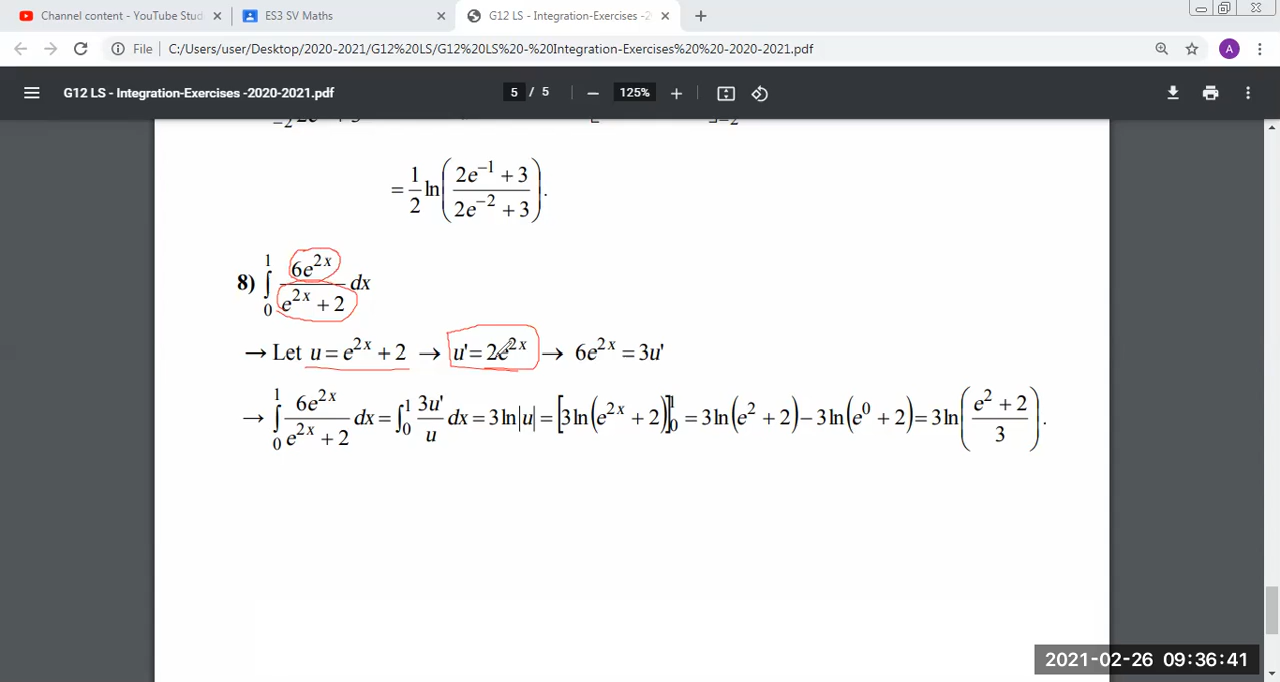 Channel content - YouTube Stud
ES3 SV Maths
G12 LS - Integration-Exercises -2
File C:/Users/user/Desktop/2020-2021/G12%20LS/G12%20LS%20-%20Integration-Exercises%20%20-2020-2021.pdf
A
G12 LS - Integration-Exercises -2020-2021.pdf
5 / 5
125%
= 1/2 ln((2e^{-1} + 3)/(2e^{-2} + 3)).
8) ∫_0^1 6e^{2x}/(e^{2x} + 2) dx
→ Let u = e^{2x} + 2 → u' = 2e^{2x} → 6e^{2x} = 3u'
→ ∫_0^1 6e^{2x}/(e^{2x} + 2) dx = ∫_0^1 3u'/u dx = 3 ln|u| = [3 ln(e^{2x} + 2)]_0^1 = 3 ln(e^2 + 2) − 3 ln(e^0 + 2) = 3 ln((e^2 + 2)/3).
2021-02-26 09:36:41